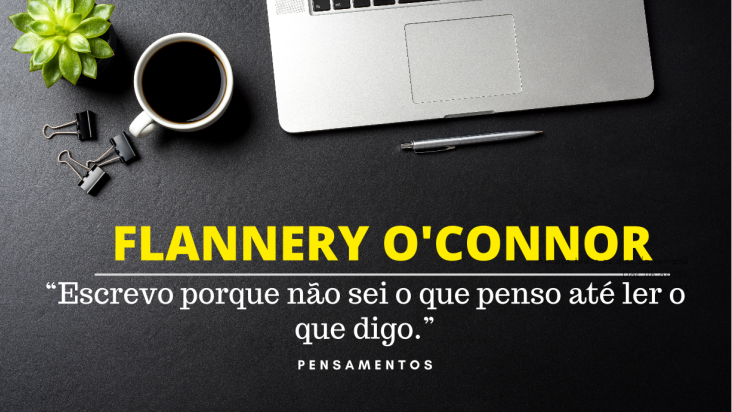 FLANNERY O'CONNOR
“Escrevo porque não sei o que penso até ler o
que digo.”
PENSAMENTOS